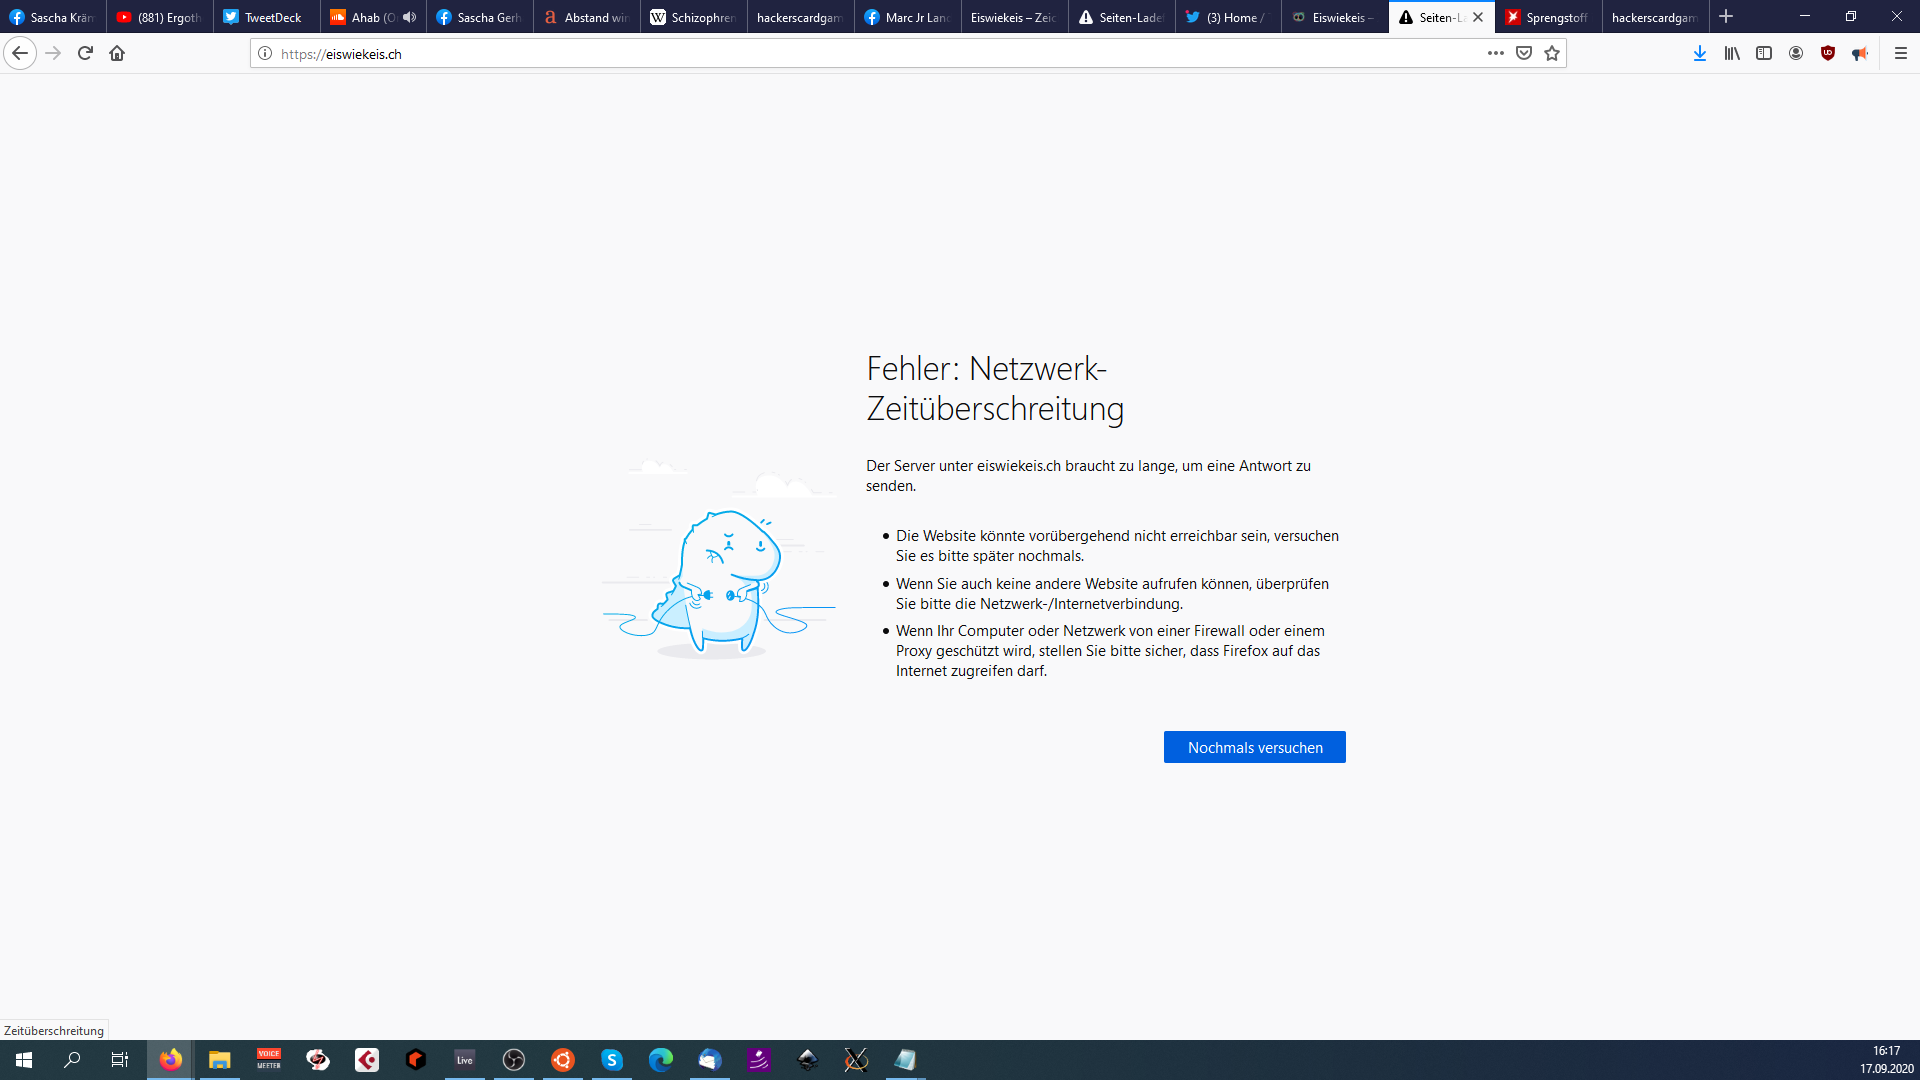 Sascha Kräm
(881) Ergoth
TweetDeck
Ahab (O
Sascha Gerh
Abstand win
Schizophren
hackerscardgam
Marc Jr Lanc
Eiswiekeis – Zeic
Seiten-Ladef
(3) Home /
Eiswiekeis –
Seiten-La
Sprengstoff
hackerscardgam
https://eiswiekeis.ch
Fehler: Netzwerk-
Zeitüberschreitung
Der Server unter eiswiekeis.ch braucht zu lange, um eine Antwort zu
senden.
Die Website könnte vorübergehend nicht erreichbar sein, versuchen
Sie es bitte später nochmals.
Wenn Sie auch keine andere Website aufrufen können, überprüfen
Sie bitte die Netzwerk-/Internetverbindung.
Wenn Ihr Computer oder Netzwerk von einer Firewall oder einem
Proxy geschützt wird, stellen Sie bitte sicher, dass Firefox auf das
Internet zugreifen darf.
Nochmals versuchen
Zeitüberschreitung
VOICE
MEETER
Live
16:17
17.09.2020